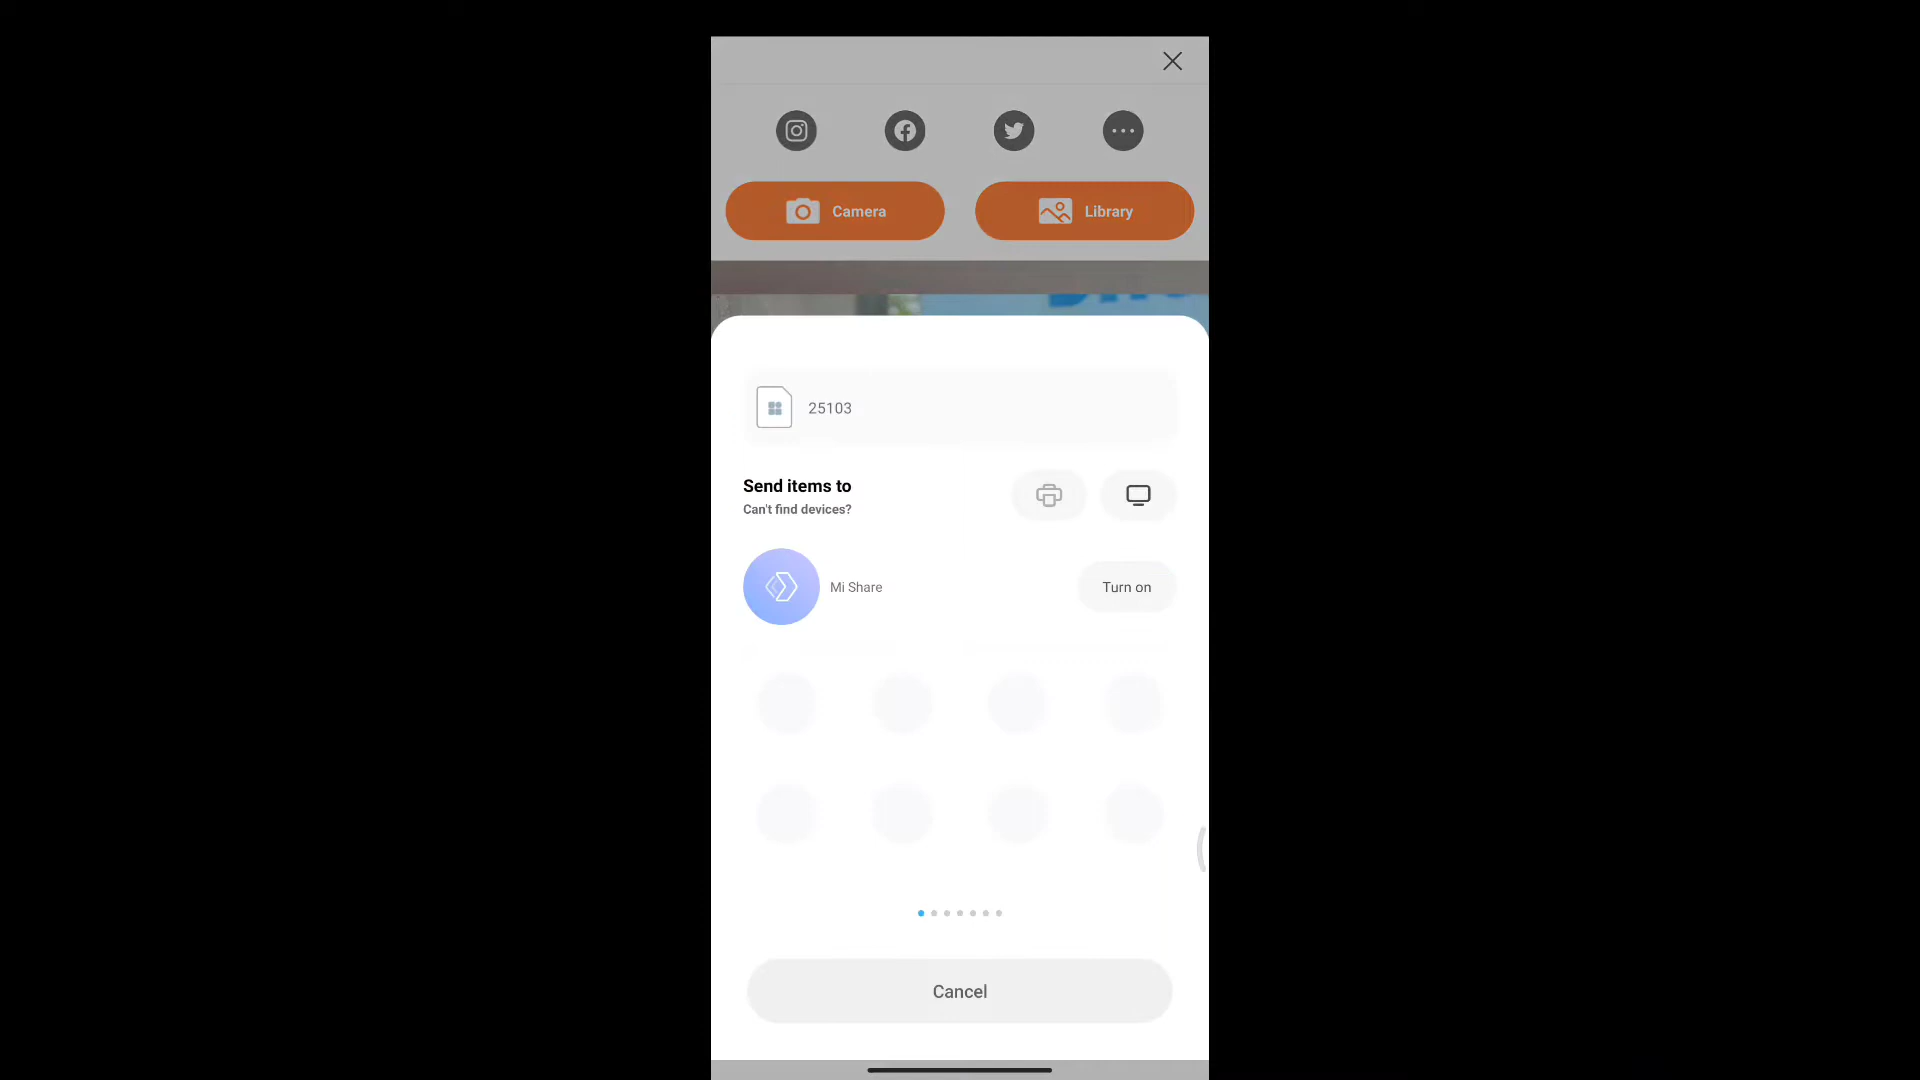 Camera
Library
25103
Send items to
Can't find devices?
Mi Share
Turn on
Cancel